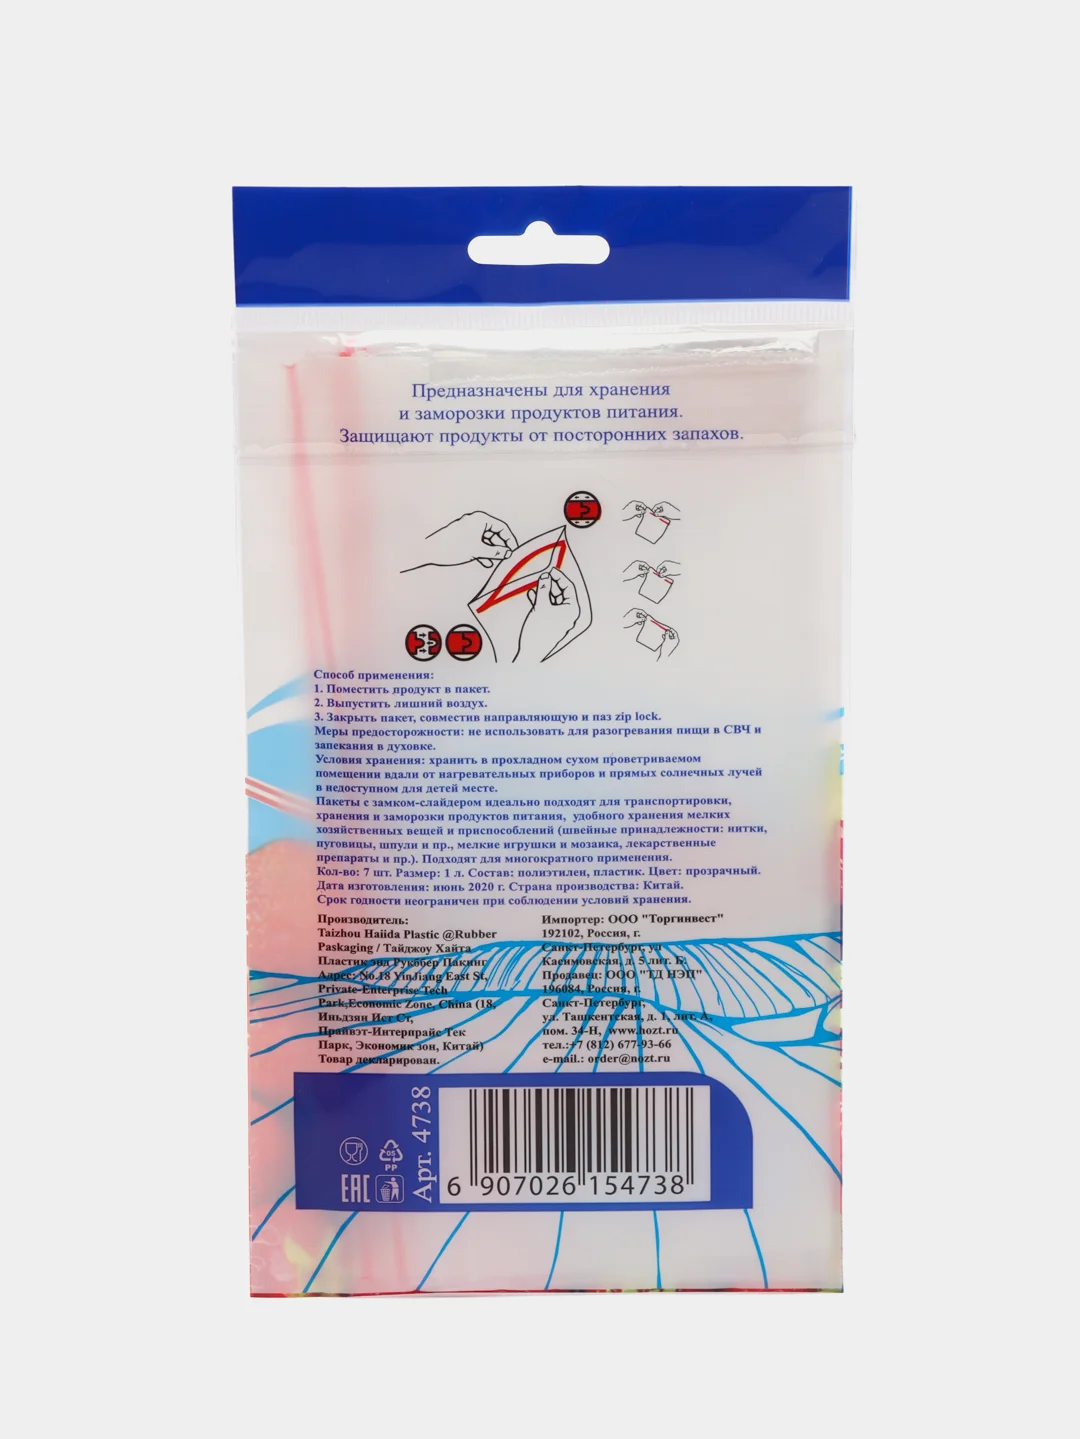 Предназначены для хранения
и заморозки продуктов питания.
Защищают продукты от посторонних запахов.
Способ применения:
1. Поместить продукт в пакет.
2. Выпустить лишний воздух.
3. Закрыть пакет, совместив направляющую и паз zip lock.
Меры предосторожности: не использовать для разогревания пищи в СВЧ и
запекания в духовке.
Условия хранения: хранить в прохладном сухом проветриваемом
помещении вдали от нагревательных приборов и прямых солнечных лучей
в недоступном для детей месте.
Пакеты с замком-слайдером идеально подходят для транспортировки,
хранения и заморозки продуктов питания, удобного хранения мелких
хозяйственных вещей и приспособлений (швейные принадлежности: нитки,
пуговицы, шпули и пр., мелкие игрушки и мозаика, лекарственные
препараты и пр.). Подходят для многократного применения.
Кол-во: 7 шт. Размер: 1 л. Состав: полиэтилен, пластик. Цвет: прозрачный.
Дата изготовления: июнь 2020 г. Страна производства: Китай.
Срок годности неограничен при соблюдении условий хранения.
Производитель:
Taizhou Haiida Plastic @Rubber
Paskaging / Тайджоу Хайта
Пластик энд Рукббер Пакинг
Адрес: No.18 YinJiang East St,
Private-Enterprise Tech
Park,Economic Zone, China (18,
Иньдзян Ист Ст,
Прайвэт-Интерпрайс Тек
Парк, Экономик зон, Китай)
Товар декларирован.
Импортер: ООО "Торгинвест"
192102, Россия, г.
Санкт-Петербург, ул
Касимовская, д. 5 лит. Б.
Продавец: ООО "ТД НЭП"
196084, Россия, г.
Санкт-Петербург,
ул. Ташкентская, д. 1, лит. А,
пом. 34-Н, www.hozt.ru
тел.:+7 (812) 677-93-66
e-mail.: order@nozt.ru
05
PP
EAC
Арт. 4738
6 907026 154738